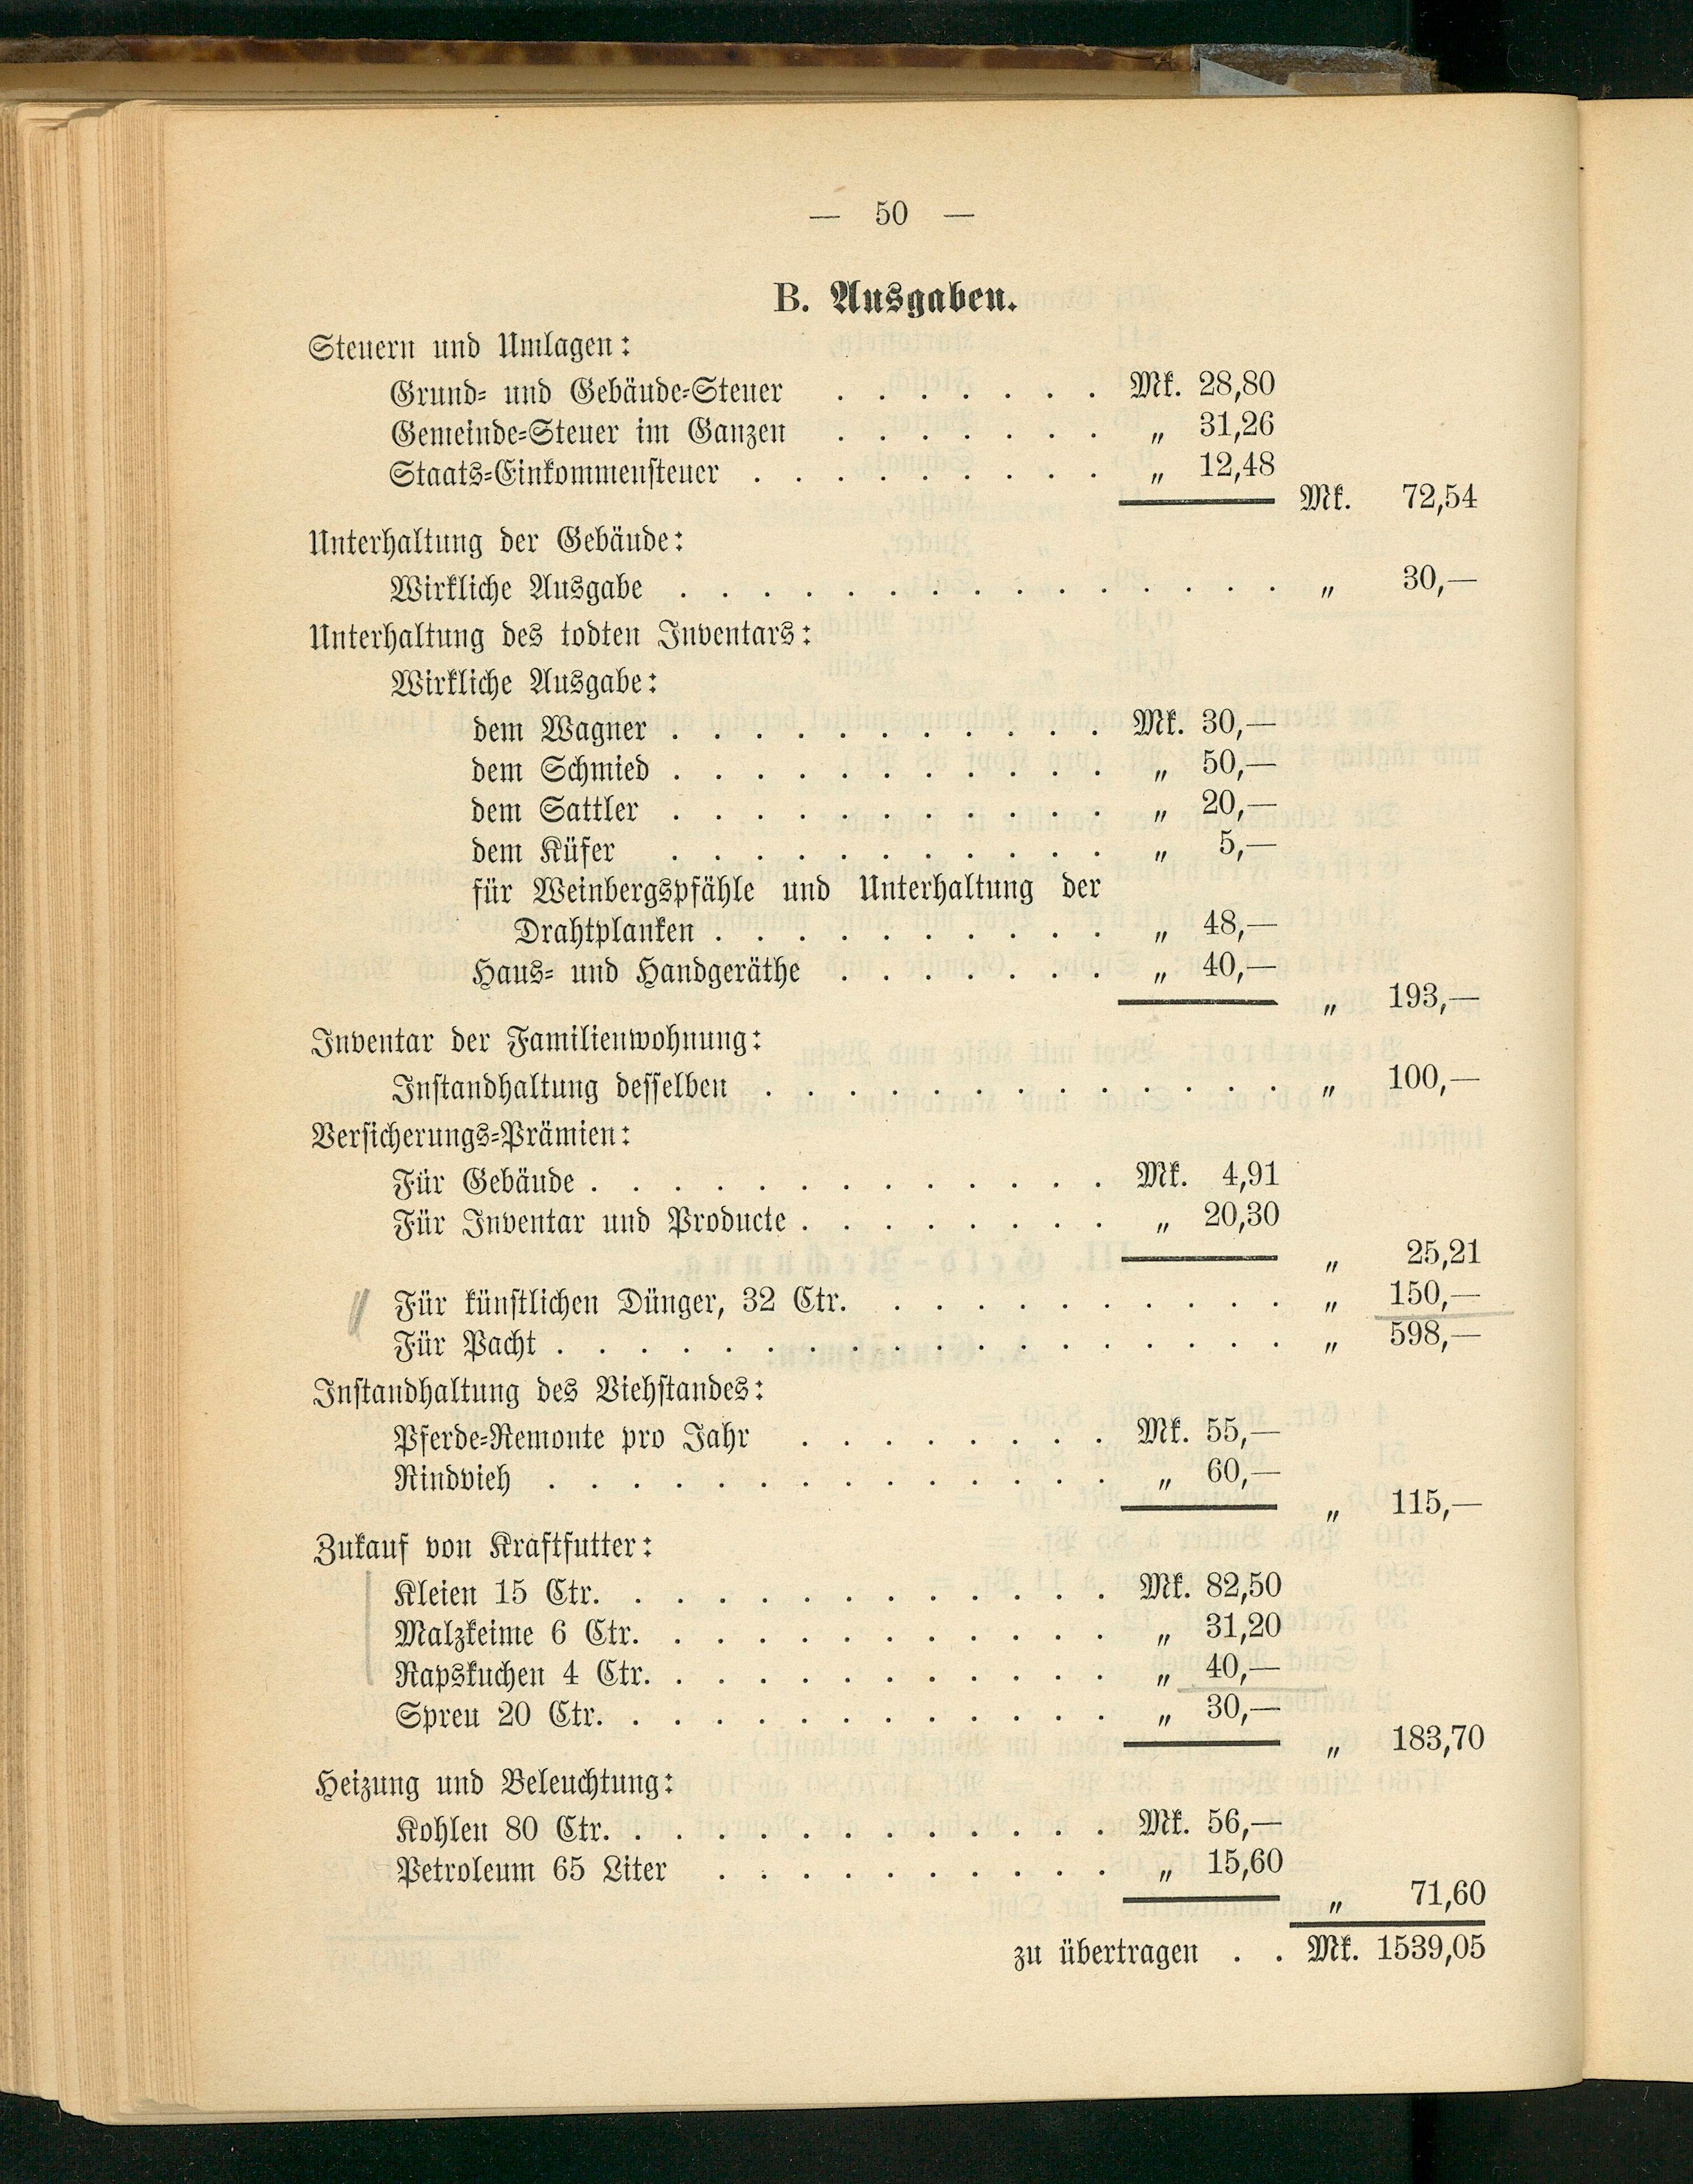 — 50 —
B. Ausgaben.
Steuern und Umlagen:
Grund- und Gebäude-Steuer . . . . . . . Mk. 28,80
Gemeinde-Steuer im Ganzen . . . . . . . „ 31,26
Staats-Einkommensteuer . . . . . . . . . „ 12,48
Mk. 72,54
Unterhaltung der Gebäude:
Wirkliche Ausgabe . . . . . . . . . . . . . . . „ 30,—
Unterhaltung des todten Inventars:
Wirkliche Ausgabe:
dem Wagner . . . . . . . . . . . Mk. 30,—
dem Schmied . . . . . . . . . . . „ 50,—
dem Sattler . . . . . . . . . . . „ 20,—
dem Küfer . . . . . . . . . . . „ 5,—
für Weinbergspfähle und Unterhaltung der
Drahtplanken . . . . . . . . . . „ 48,—
Haus- und Handgeräthe . . . . . . . „ 40,—
„ 193,—
Inventar der Familienwohnung:
Instandhaltung desselben . . . . . . . . . . . . . „ 100,—
Versicherungs-Prämien:
Für Gebäude . . . . . . . . . . . . . Mk. 4,91
Für Inventar und Producte . . . . . . . . „ 20,30
„ 25,21
Für künstlichen Dünger, 32 Ctr. . . . . . . . . . . „ 150,—
Für Pacht . . . . . . . . . . . . . . . . . . „ 598,—
Instandhaltung des Viehstandes:
Pferde-Remonte pro Jahr . . . . . . . . Mk. 55,—
Rindvieh . . . . . . . . . . . . . . „ 60,—
„ 115,—
Zukauf von Kraftfutter:
Kleien 15 Ctr. . . . . . . . . . . . . Mk. 82,50
Malzkeime 6 Ctr. . . . . . . . . . . . „ 31,20
Rapskuchen 4 Ctr. . . . . . . . . . . . „ 40,—
Spreu 20 Ctr. . . . . . . . . . . . . „ 30,—
„ 183,70
Heizung und Beleuchtung:
Kohlen 80 Ctr. . . . . . . . . . . . . Mk. 56,—
Petroleum 65 Liter . . . . . . . . . . „ 15,60
„ 71,60
zu übertragen . . Mk. 1539,05